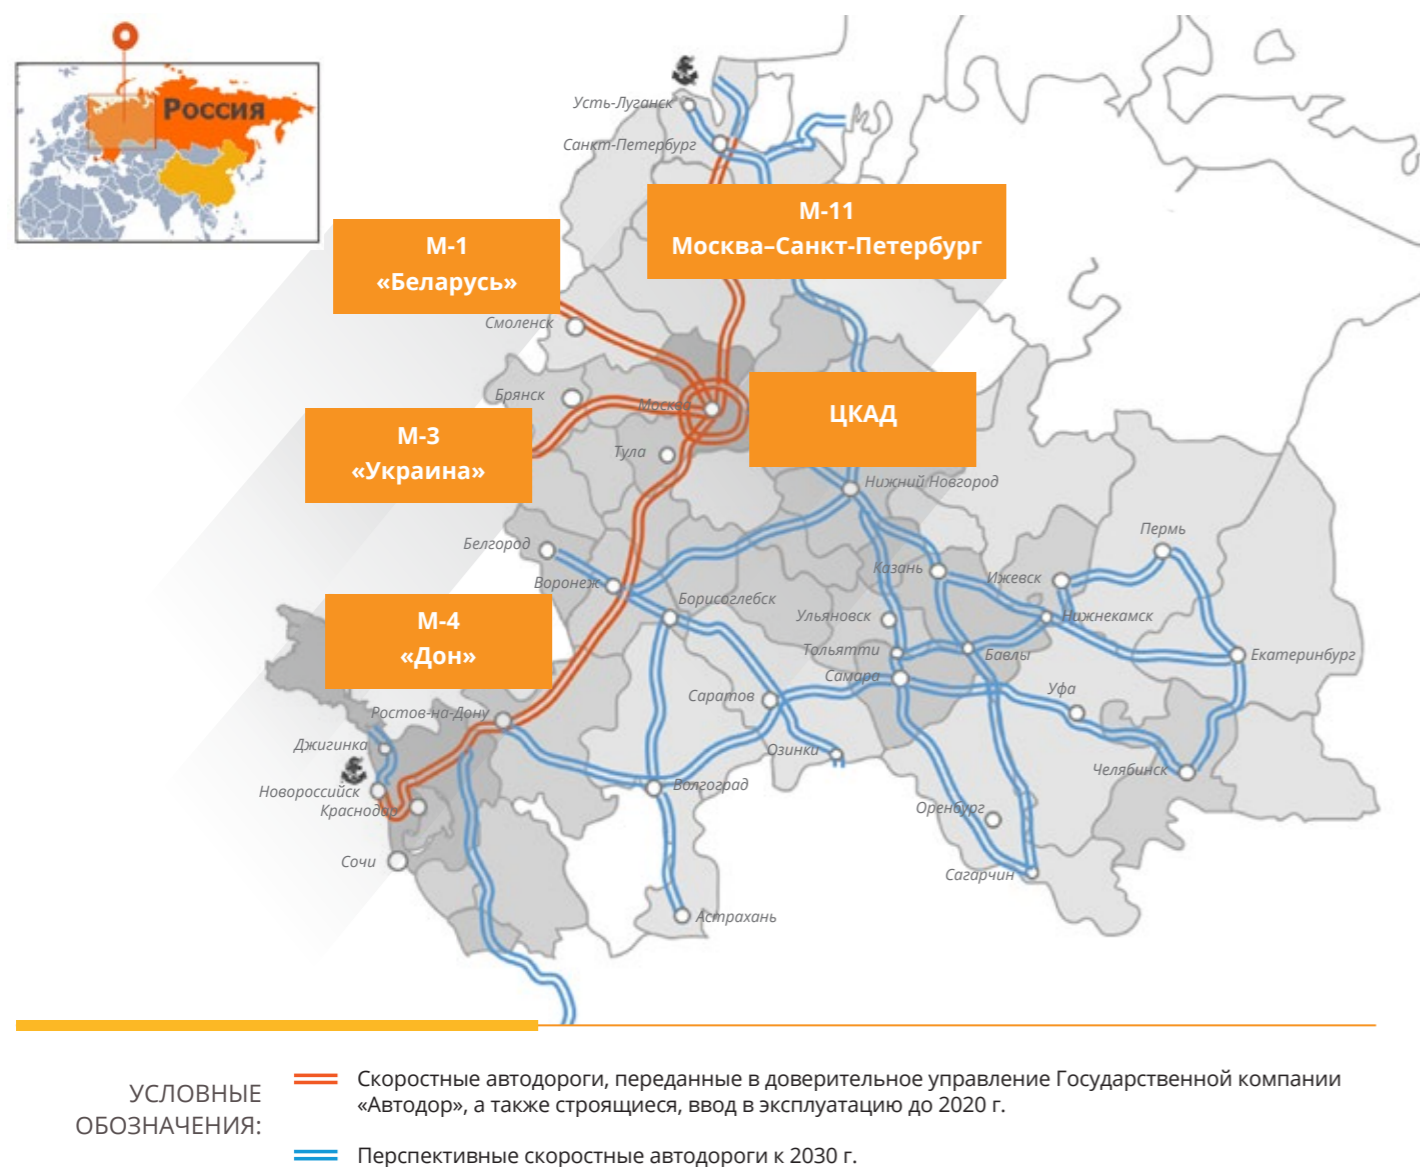 Россия
Усть-Луганск
Санкт-Петербург
М-11
Москва–Санкт-Петербург
М-1
«Беларусь»
Смоленск
Брянск
Москва
ЦКАД
М-3
«Украина»
Тула
Нижний Новгород
Белгород
Пермь
Воронеж
Казань
Ижевск
Борисоглебск
Ульяновск
Нижнекамск
М-4
«Дон»
Тольятти
Бавлы
Екатеринбург
Самара
Саратов
Уфа
Ростов-на-Дону
Джигинка
Озинки
Челябинск
Новороссийск
Волгоград
Краснодар
Оренбург
Сочи
Сагарчин
Астрахань
УСЛОВНЫЕ
ОБОЗНАЧЕНИЯ:
Скоростные автодороги, переданные в доверительное управление Государственной компании
«Автодор», а также строящиеся, ввод в эксплуатацию до 2020 г.
Перспективные скоростные автодороги к 2030 г.